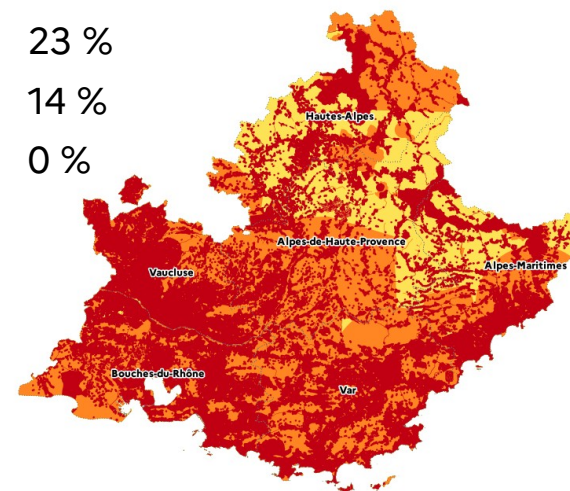 23 %
14 %
0 %
Hautes-Alpes
Alpes-de-Haute-Provence
Alpes-Maritimes
Vaucluse
Bouches-du-Rhône
Var